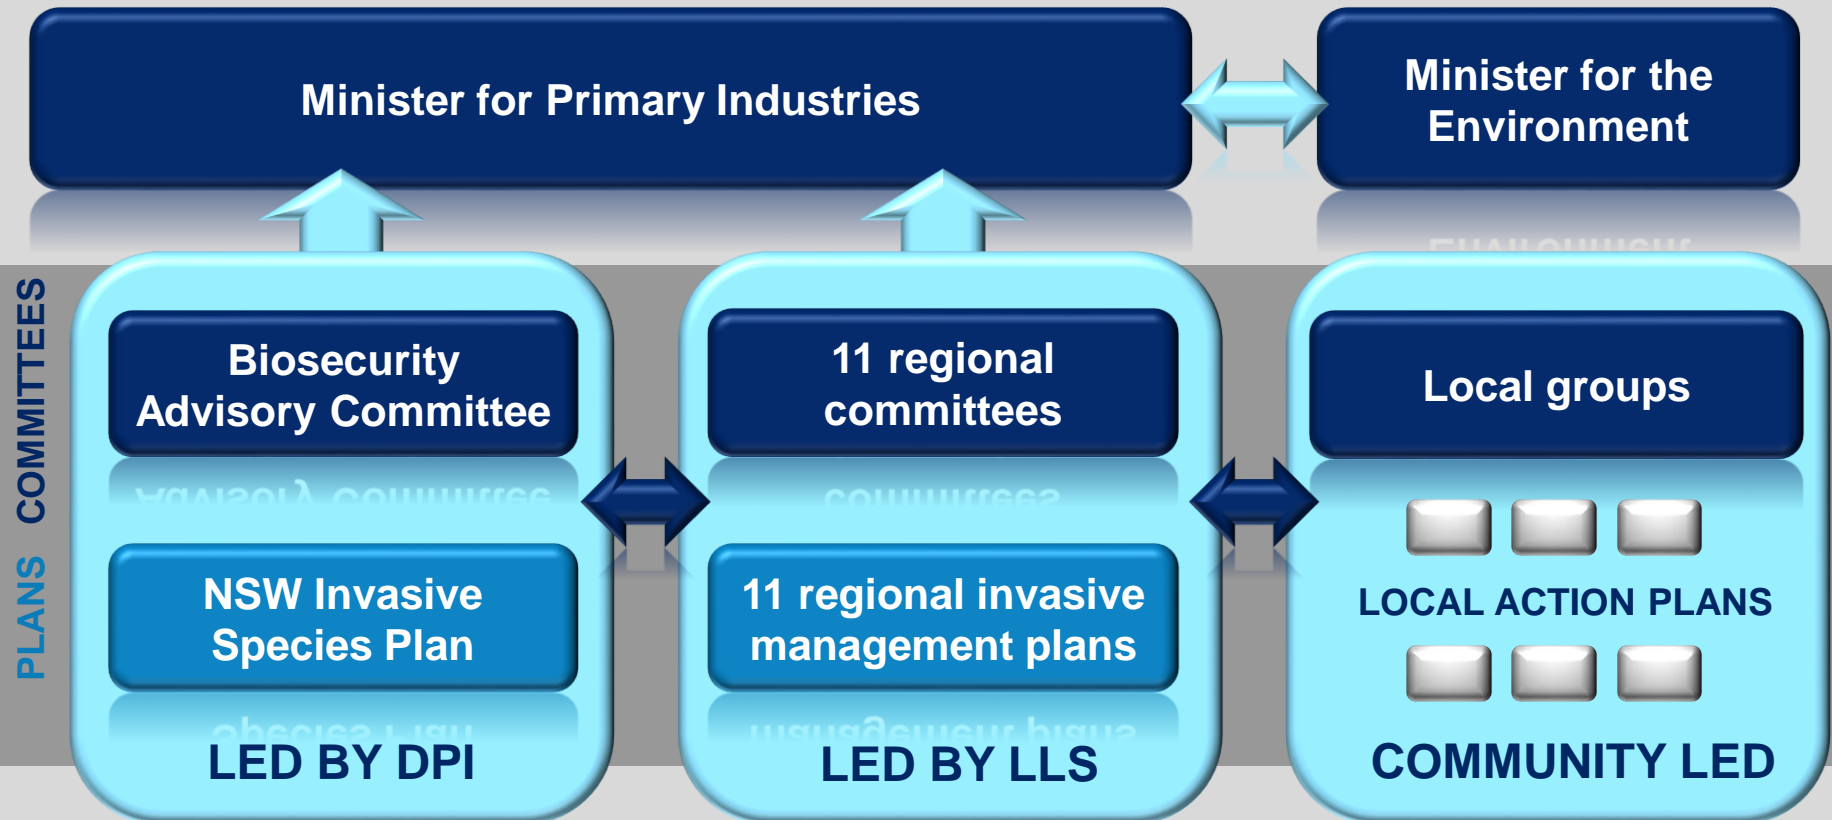 Minister for Primary Industries
Minister for the
Environment
COMMITTEES
PLANS
Biosecurity
Advisory Committee
NSW Invasive
Species Plan
LED BY DPI
11 regional
committees
11 regional invasive
management plans
LED BY LLS
Local groups
LOCAL ACTION PLANS
COMMUNITY LED